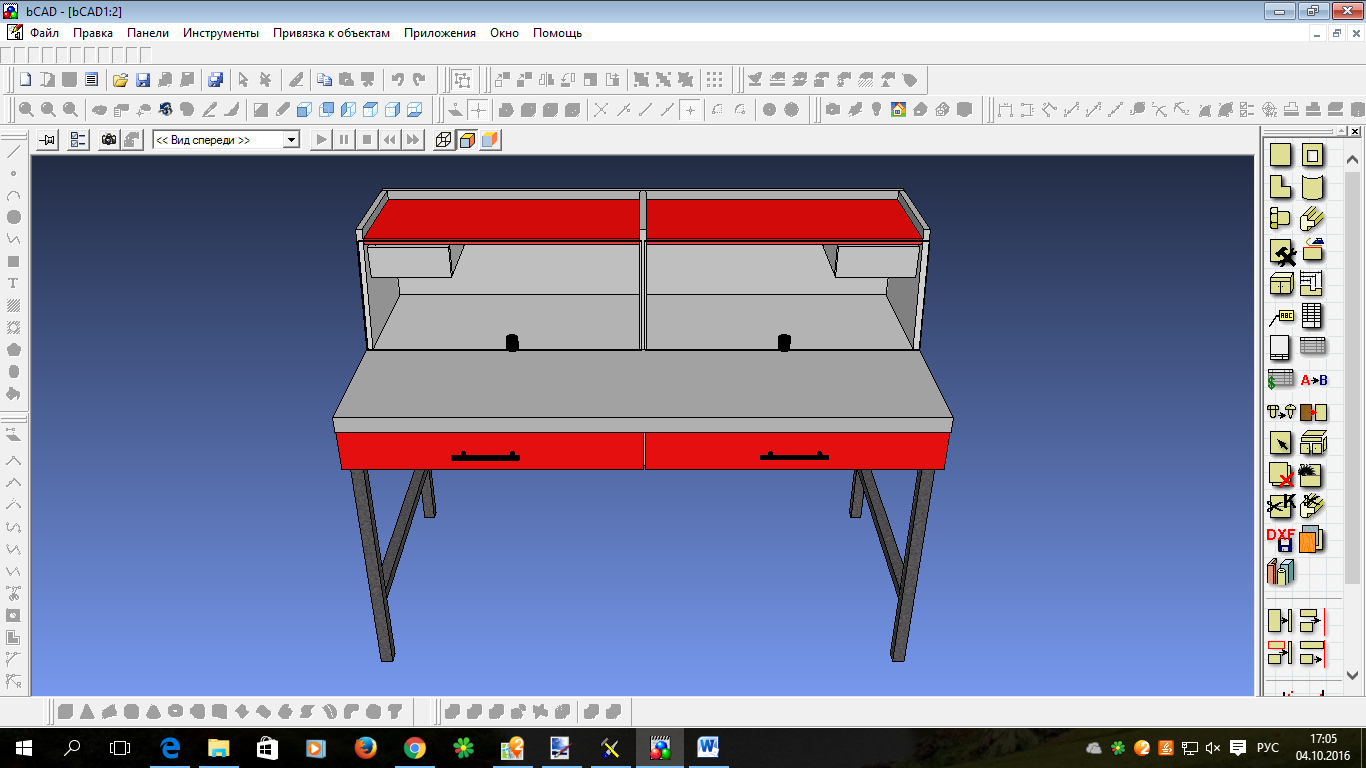 bCAD - [bCAD1:2]
Файл Правка Панели Инструменты Привязка к объектам Приложения Окно Помощь
<< Вид спереди >>
T
ABC
A B
K
DXF
РУС
17:05
04.10.2016